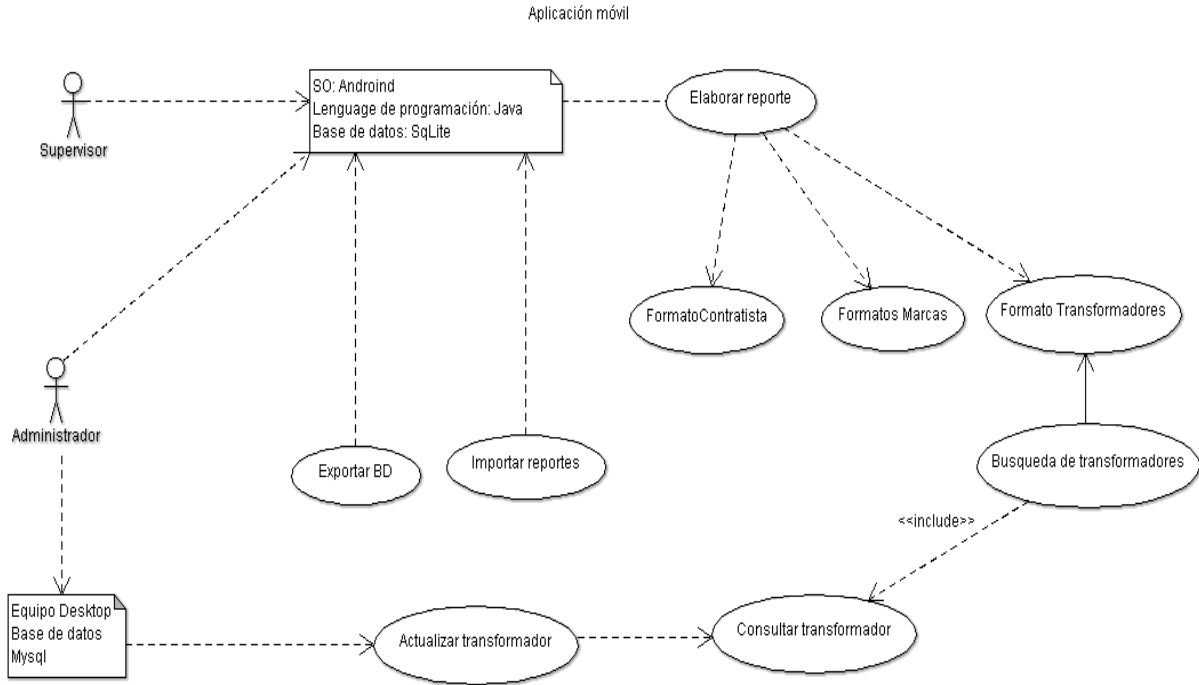 Aplicación móvil
SO: Androind
Lenguage de programación: Java
Base de datos: SqLite
Elaborar reporte
Supervisor
FormatoContratista
Formatos Marcas
Formato Transformadores
Administrador
Exportar BD
Importar reportes
Busqueda de transformadores
<<include>>
Equipo Desktop
Base de datos
Mysql
Actualizar transformador
Consultar transformador